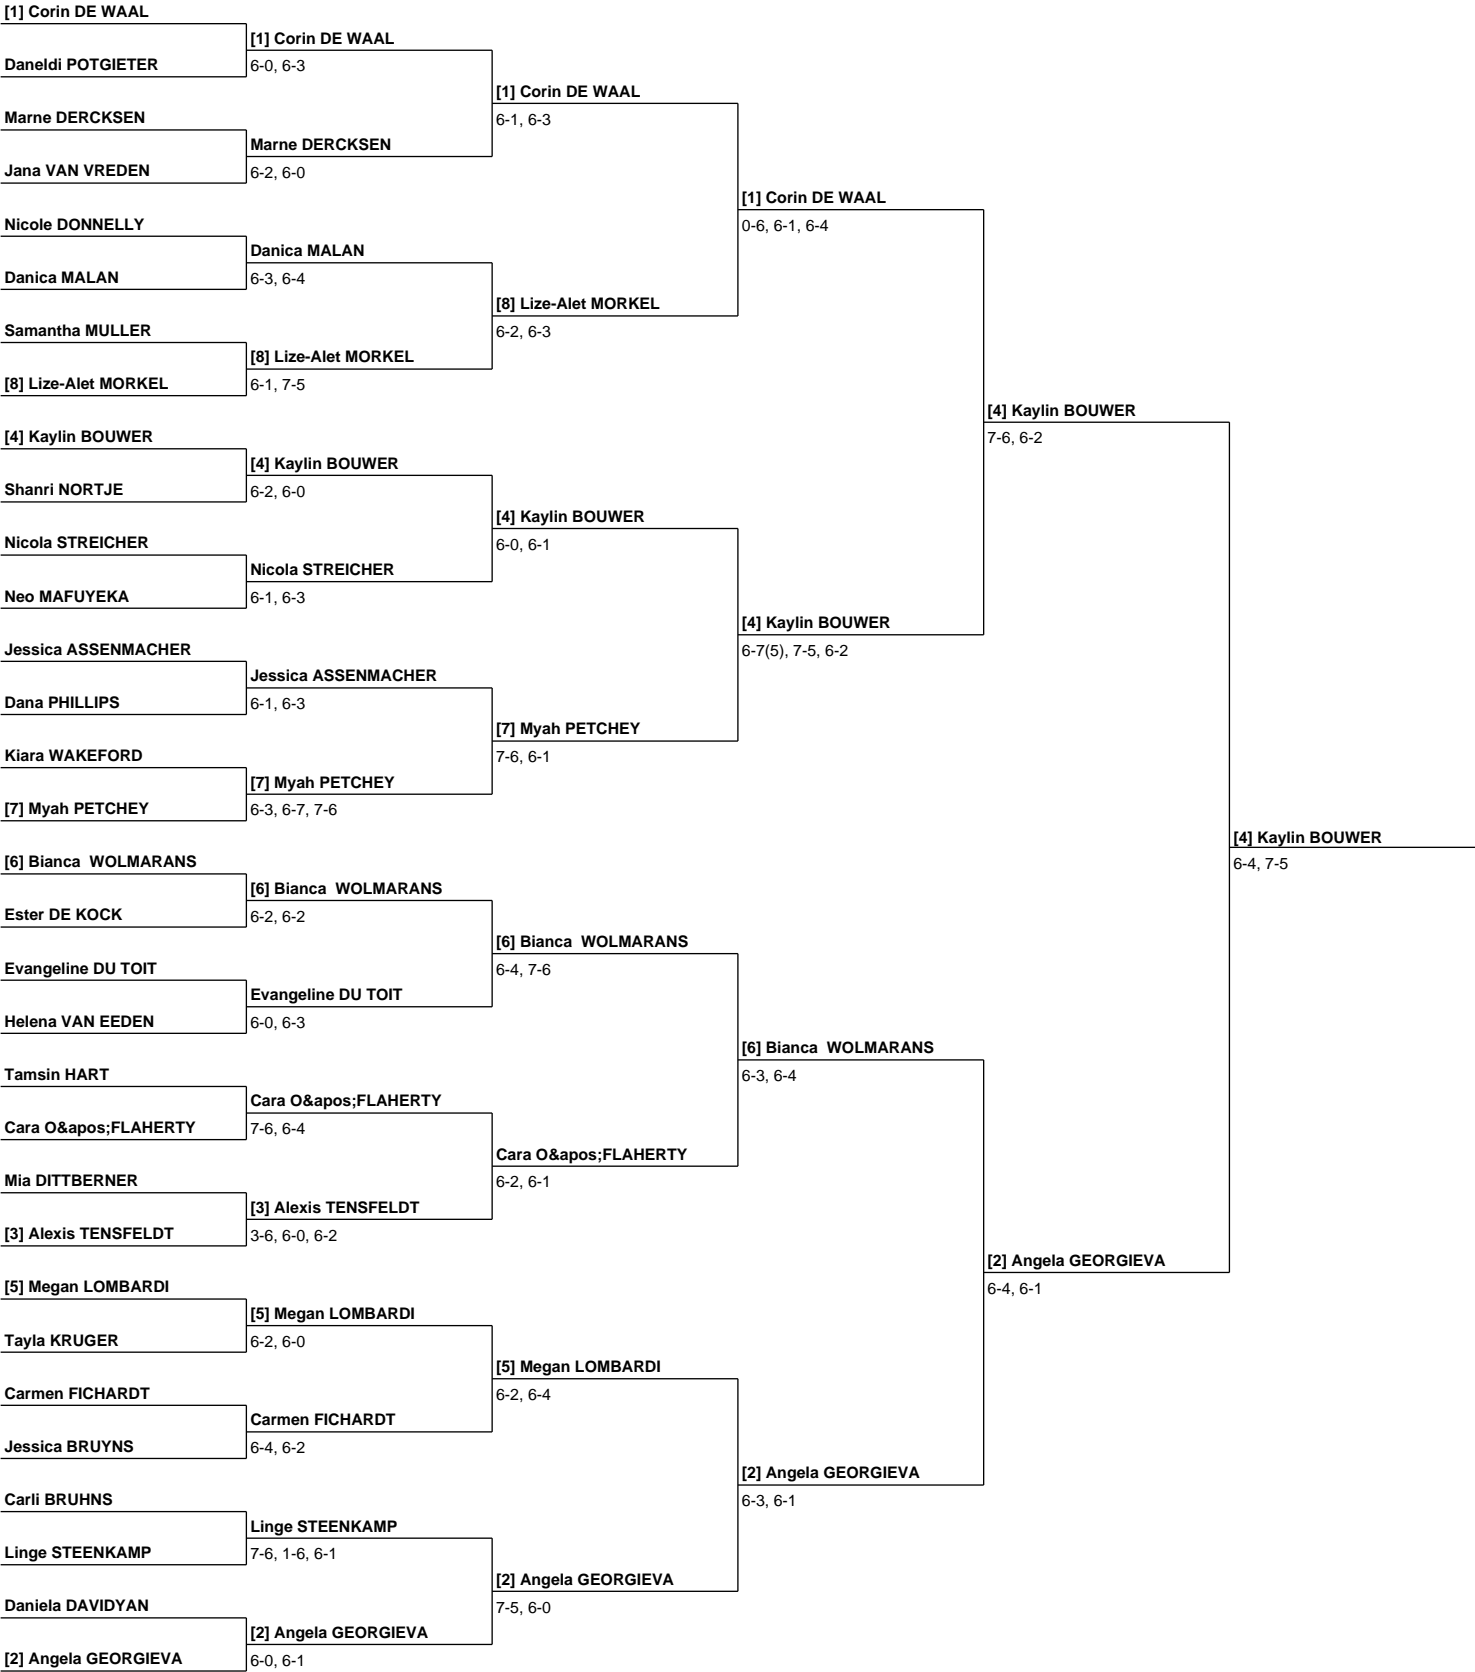 [1] Corin DE WAAL
Daneldi POTGIETER
Marne DERCKSEN
Jana VAN VREDEN
Nicole DONNELLY
Danica MALAN
Samantha MULLER
[8] Lize-Alet MORKEL
[4] Kaylin BOUWER
Shanri NORTJE
Nicola STREICHER
Neo MAFUYEKA
Jessica ASSENMACHER
Dana PHILLIPS
Kiara WAKEFORD
[7] Myah PETCHEY
[6] Bianca  WOLMARANS
Ester DE KOCK
Evangeline DU TOIT
Helena VAN EEDEN
Tamsin HART
Cara O&apos;FLAHERTY
Mia DITTBERNER
[3] Alexis TENSFELDT
[5] Megan LOMBARDI
Tayla KRUGER
Carmen FICHARDT
Jessica BRUYNS
Carli BRUHNS
Linge STEENKAMP
Daniela DAVIDYAN
[2] Angela GEORGIEVA
[1] Corin DE WAAL
6-0, 6-3
Marne DERCKSEN
6-2, 6-0
Danica MALAN
6-3, 6-4
[8] Lize-Alet MORKEL
6-1, 7-5
[4] Kaylin BOUWER
6-2, 6-0
Nicola STREICHER
6-1, 6-3
Jessica ASSENMACHER
6-1, 6-3
[7] Myah PETCHEY
6-3, 6-7, 7-6
[6] Bianca  WOLMARANS
6-2, 6-2
Evangeline DU TOIT
6-0, 6-3
Cara O&apos;FLAHERTY
7-6, 6-4
[3] Alexis TENSFELDT
3-6, 6-0, 6-2
[5] Megan LOMBARDI
6-2, 6-0
Carmen FICHARDT
6-4, 6-2
Linge STEENKAMP
7-6, 1-6, 6-1
[2] Angela GEORGIEVA
6-0, 6-1
[1] Corin DE WAAL
6-1, 6-3
[8] Lize-Alet MORKEL
6-2, 6-3
[4] Kaylin BOUWER
6-0, 6-1
[7] Myah PETCHEY
7-6, 6-1
[6] Bianca  WOLMARANS
6-4, 7-6
Cara O&apos;FLAHERTY
6-2, 6-1
[5] Megan LOMBARDI
6-2, 6-4
[2] Angela GEORGIEVA
7-5, 6-0
[1] Corin DE WAAL
0-6, 6-1, 6-4
[4] Kaylin BOUWER
6-7(5), 7-5, 6-2
[6] Bianca  WOLMARANS
6-3, 6-4
[2] Angela GEORGIEVA
6-3, 6-1
[4] Kaylin BOUWER
7-6, 6-2
[2] Angela GEORGIEVA
6-4, 6-1
[4] Kaylin BOUWER
6-4, 7-5